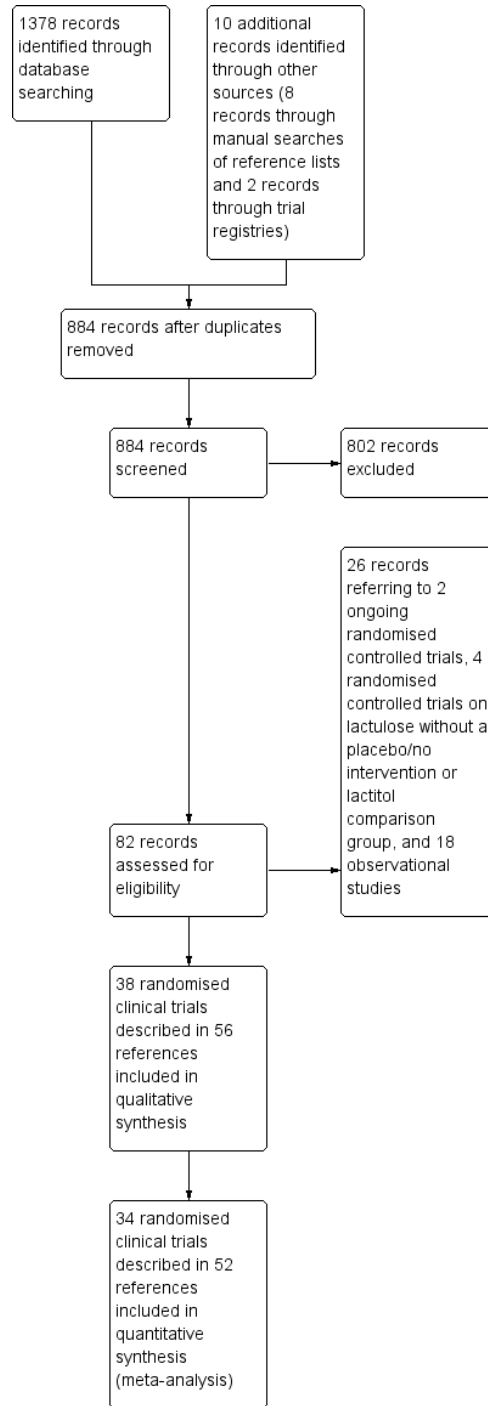 1378 records
identified through
database
searching
10 additional
records identified
through other
sources (8
records through
manual searches
of reference lists
and 2 records
through trial
registries)
884 records after duplicates
removed
884 records
screened
802 records
excluded
26 records
referring to 2
ongoing
randomised
controlled trials, 4
randomised
controlled trials on
lactulose without a
placebo/no
intervention or
lactitol
comparison
group, and 18
observational
studies
82 records
assessed for
eligibility
38 randomised
clinical trials
described in 56
references
included in
qualitative
synthesis
34 randomised
clinical trials
described in 52
references
included in
quantitative
synthesis
(meta-analysis)